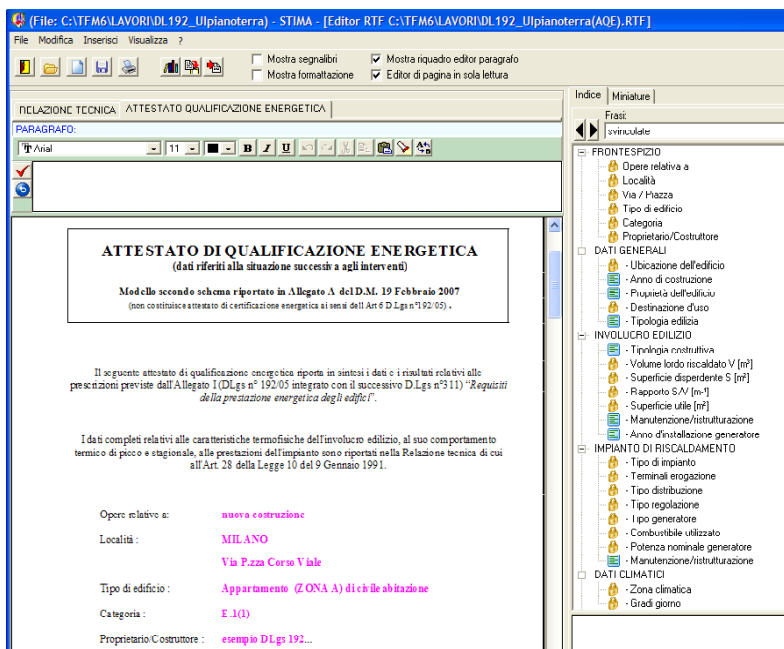 (File: C:\TFM6\LAVORI\DL192_Ulpianoterra) - STIMA - [Editor RTF C:\TFM6\LAVORI\DL192_Ulpianoterra(AQE).RTF]
File Modifica Inserisci Visualizza ?
Mostra segnalibri
Mostra riquadro editor paragrafo
Mostra formattazione
Editor di pagina in sola lettura
RELAZIONE TECNICA
ATTESTATO QUALIFICAZIONE ENERGETICA
PARAGRAFO:
Arial 11 B I U
ATTESTATO DI QUALIFICAZIONE ENERGETICA
(dati riferiti alla situazione successiva agli interventi)
Modello secondo schema riportato in Allegato A del D.M. 19 Febbraio 2007
(non costituisce attestato di certificazione energetica ai sensi dell Art 6 D.Lgs n°192/05) .
Il seguente attestato di qualificazione energetica riporta in sintesi i dati e i risultati relativi alle
prescrizioni previste dall'Allegato I (DLgs n° 192/05 integrato con il successivo D.Lgs n°311) “Requisiti
della prestazione energetica degli edifici”.
I dati completi relativi alle caratteristiche termofisiche dell'involucro edilizio, al suo comportamento
termico di picco e stagionale, alle prestazioni dell'impianto sono riportati nella Relazione tecnica di cui
all'Art. 28 della Legge 10 del 9 Gennaio 1991.
Opere relative a: nuova costruzione
Località : MILANO
Via P.zza Corso Viale
Tipo di edificio : Appartamento (ZONA A) di civile abitazione
Categoria : E.1(1)
Proprietario/Costruttore : esempio DLgs 192...
Indice Miniature
Frasi:
svincolate
FRONTESPIZIO
Opere relativa a
Località
Via / Piazza
Tipo di edificio
Categoria
Proprietario/Costruttore
DATI GENERALI
- Ubicazione dell'edificio
- Anno di costruzione
- Proprietà dell'edificio
- Destinazione d'uso
- Tipologia edilizia
INVOLUCRO EDILIZIO
- Tipologia costruttiva
- Volume lordo riscaldato V [m³]
- Superficie disperdente S [m²]
- Rapporto S/V [m-¹]
- Superficie utile [m²]
- Manutenzione/ristrutturazione
- Anno d'installazione generatore
IMPIANTO DI RISCALDAMENTO
- Tipo di impianto
- Terminali erogazione
- Tipo distribuzione
- Tipo regolazione
- Tipo generatore
- Combustibile utilizzato
- Potenza nominale generatore
- Manutenzione/ristrutturazione
DATI CLIMATICI
- Zona climatica
- Gradi giorno